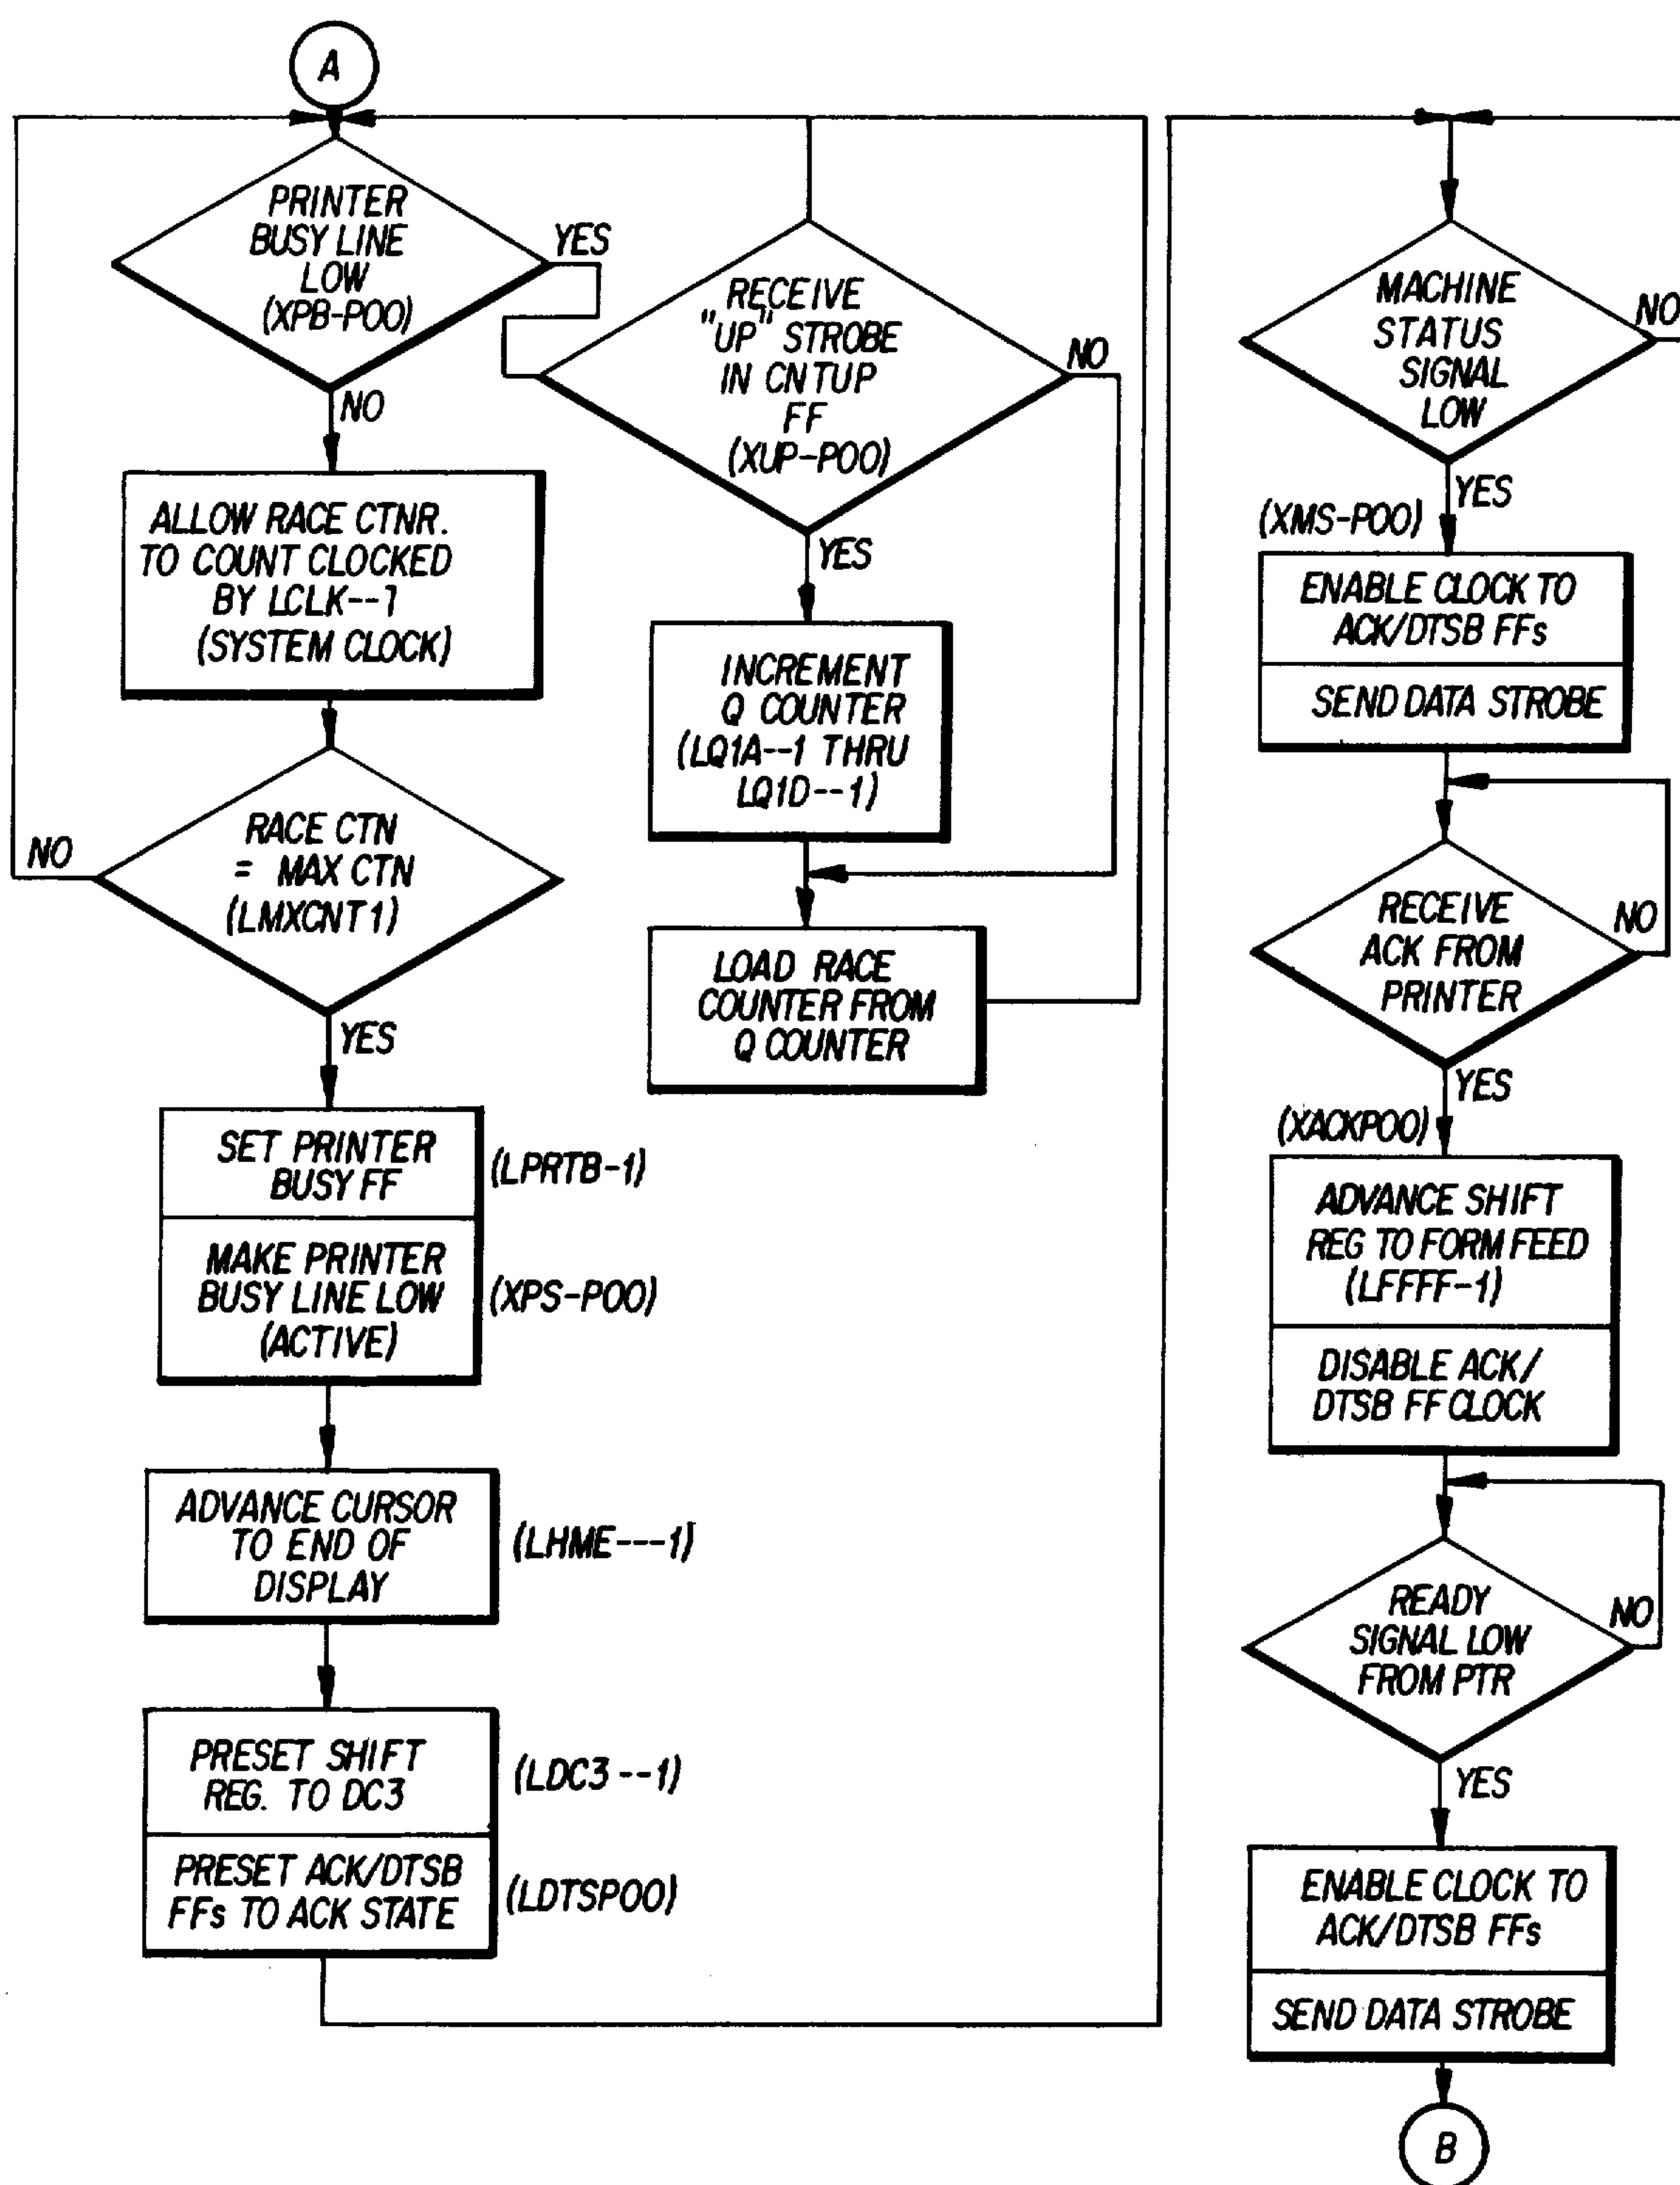 A
PRINTER
BUSY LINE
LOW
(XPB-POO)
YES
NO
ALLOW RACE CTNR.
TO COUNT CLOCKED
BY LCLK--1
(SYSTEM CLOCK)
RACE CTN
= MAX CTN
(LMXCNT1)
NO
YES
SET PRINTER
BUSY FF
(LPRTB-1)
MAKE PRINTER
BUSY LINE LOW
(ACTIVE)
(XPS-POO)
ADVANCE CURSOR
TO END OF
DISPLAY
(LHME---1)
PRESET SHIFT
REG. TO DC3
(LDC3--1)
PRESET ACK/DTSB
FFs TO ACK STATE
(LDTSPOO)
RECEIVE
"UP" STROBE
IN CNTUP
FF
(XUP-POO)
NO
YES
INCREMENT
Q COUNTER
(LQ1A--1 THRU
LQ1D--1)
LOAD RACE
COUNTER FROM
Q COUNTER
MACHINE
STATUS
SIGNAL
LOW
NO
YES
(XMS-POO)
ENABLE CLOCK TO
ACK/DTSB FFs
SEND DATA STROBE
RECEIVE
ACK FROM
PRINTER
NO
YES
(XACKPOO)
ADVANCE SHIFT
REG TO FORM FEED
(LFFFF-1)
DISABLE ACK/
DTSB FF CLOCK
READY
SIGNAL LOW
FROM PTR
NO
YES
ENABLE CLOCK TO
ACK/DTSB FFs
SEND DATA STROBE
B